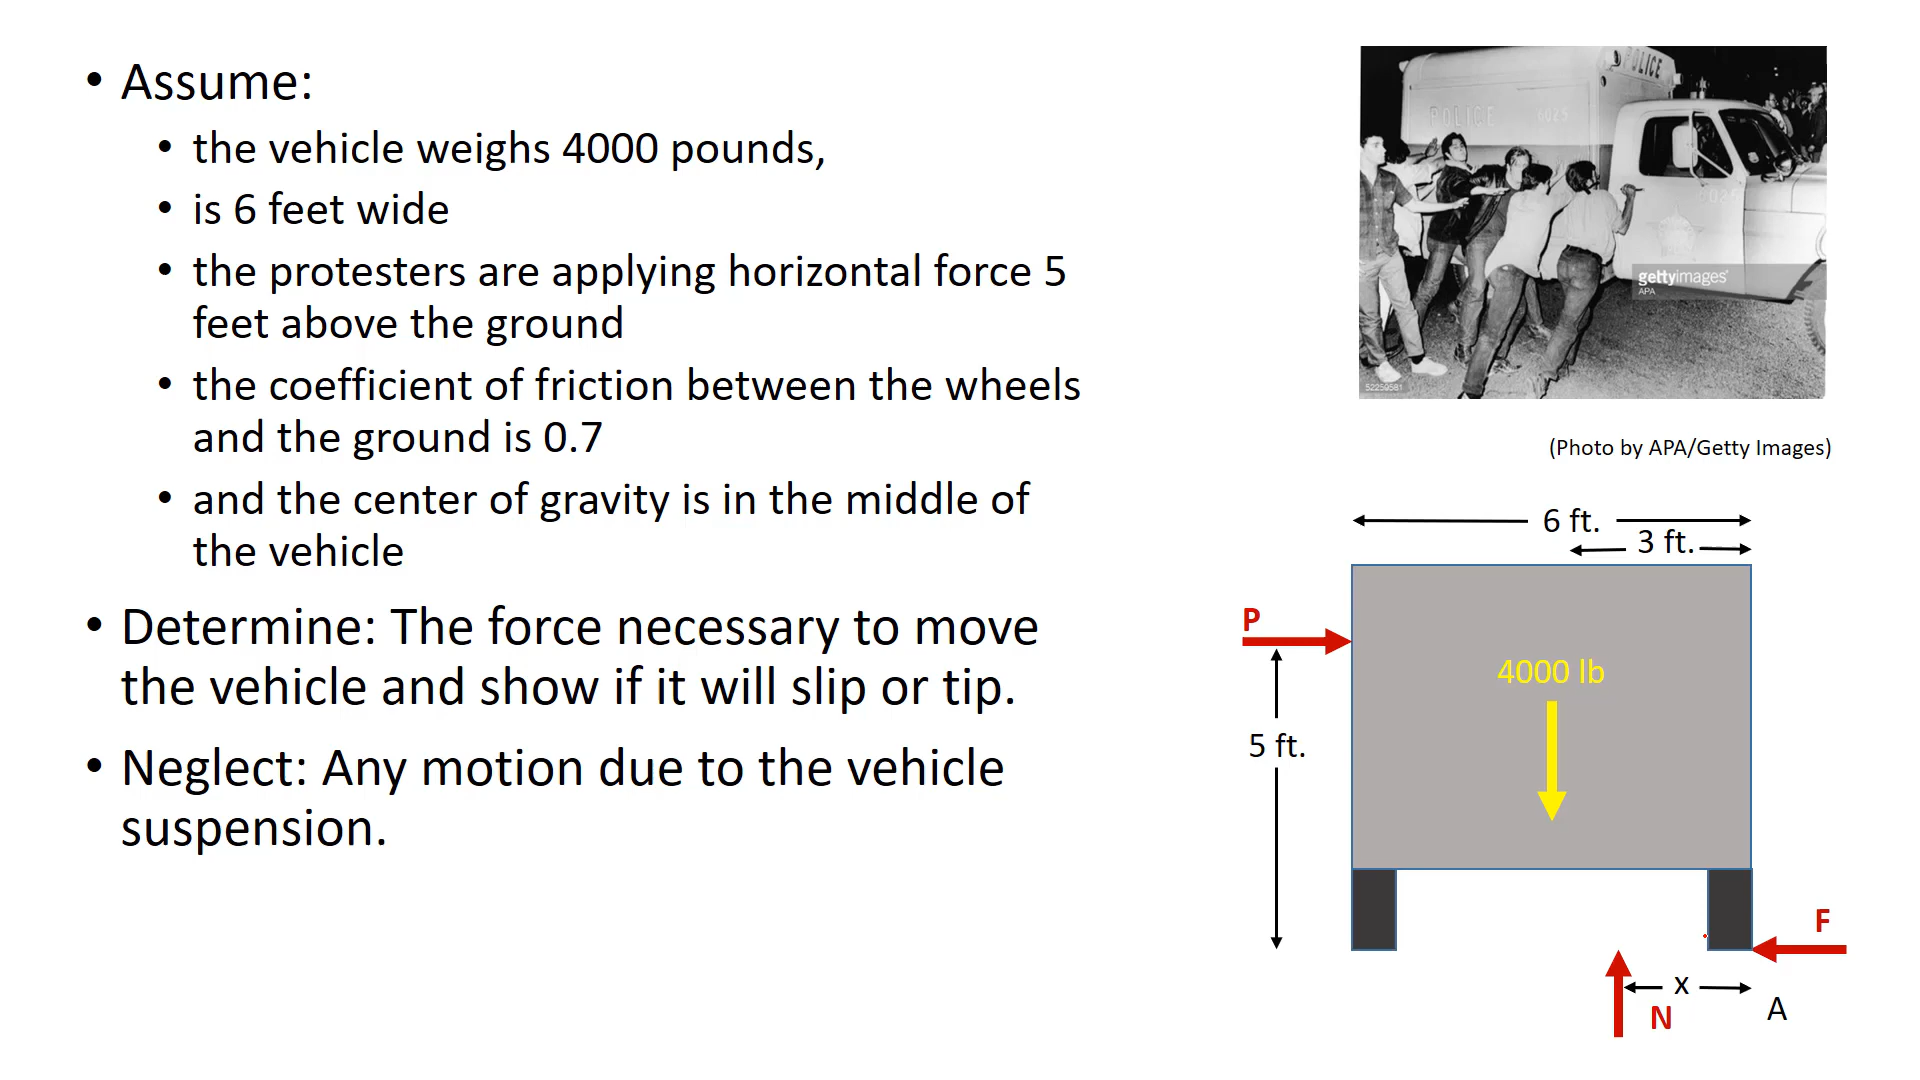 • Assume:
• the vehicle weighs 4000 pounds,
• is 6 feet wide
• the protesters are applying horizontal force 5
feet above the ground
• the coefficient of friction between the wheels
and the ground is 0.7
• and the center of gravity is in the middle of
the vehicle
• Determine: The force necessary to move
the vehicle and show if it will slip or tip.
• Neglect: Any motion due to the vehicle
suspension.
POLICE
POLICE 6025
6025
gettyimages®
APA
52259581
(Photo by APA/Getty Images)
6 ft.
3 ft.
P
4000 lb
5 ft.
F
x
N
A